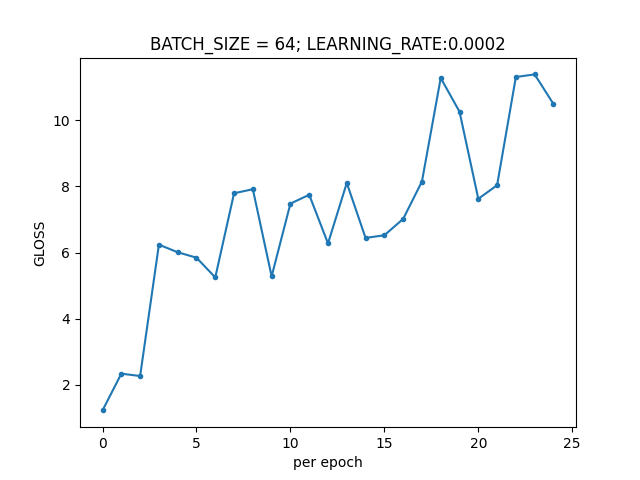 BATCH_SIZE = 64; LEARNING_RATE:0.0002
10
8
6
4
2
GLOSS
0 5 10 15 20 25
per epoch